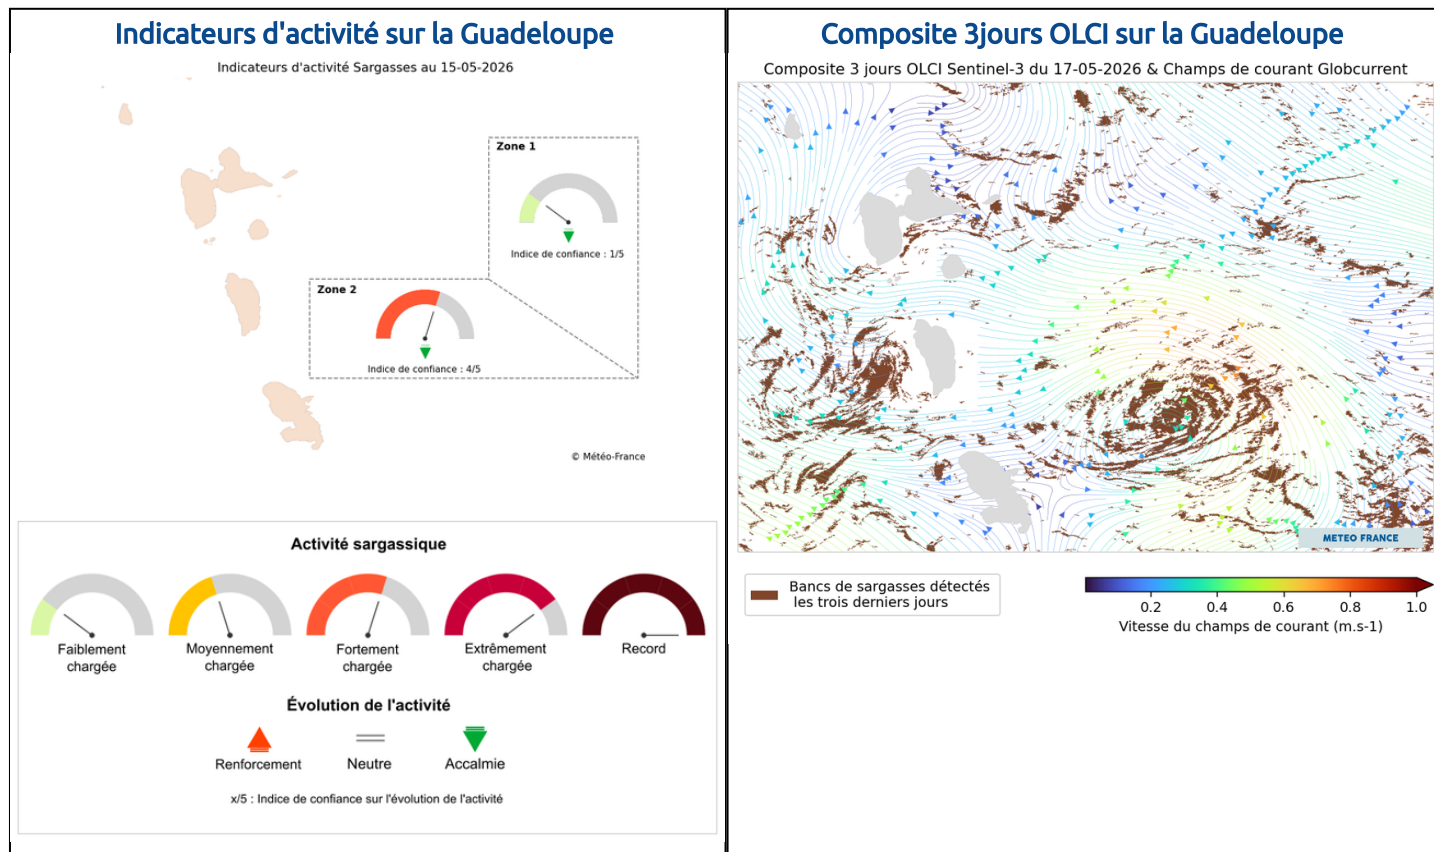 Indicateurs d'activité sur la Guadeloupe
Indicateurs d'activité Sargasses au 15-05-2026
Zone 1
Indice de confiance : 1/5
Zone 2
Indice de confiance : 4/5
© Météo-France
Activité sargassique
Faiblement
chargée
Moyennement
chargée
Fortement
chargée
Extrêmement
chargée
Record
Évolution de l'activité
Renforcement
Neutre
Accalmie
x/5 : Indice de confiance sur l'évolution de l'activité
Composite 3jours OLCI sur la Guadeloupe
Composite 3 jours OLCI Sentinel-3 du 17-05-2026 & Champs de courant Globcurrent
METEO FRANCE
Bancs de sargasses détectés
les trois derniers jours
0.2 0.4 0.6 0.8 1.0
Vitesse du champs de courant (m.s-1)